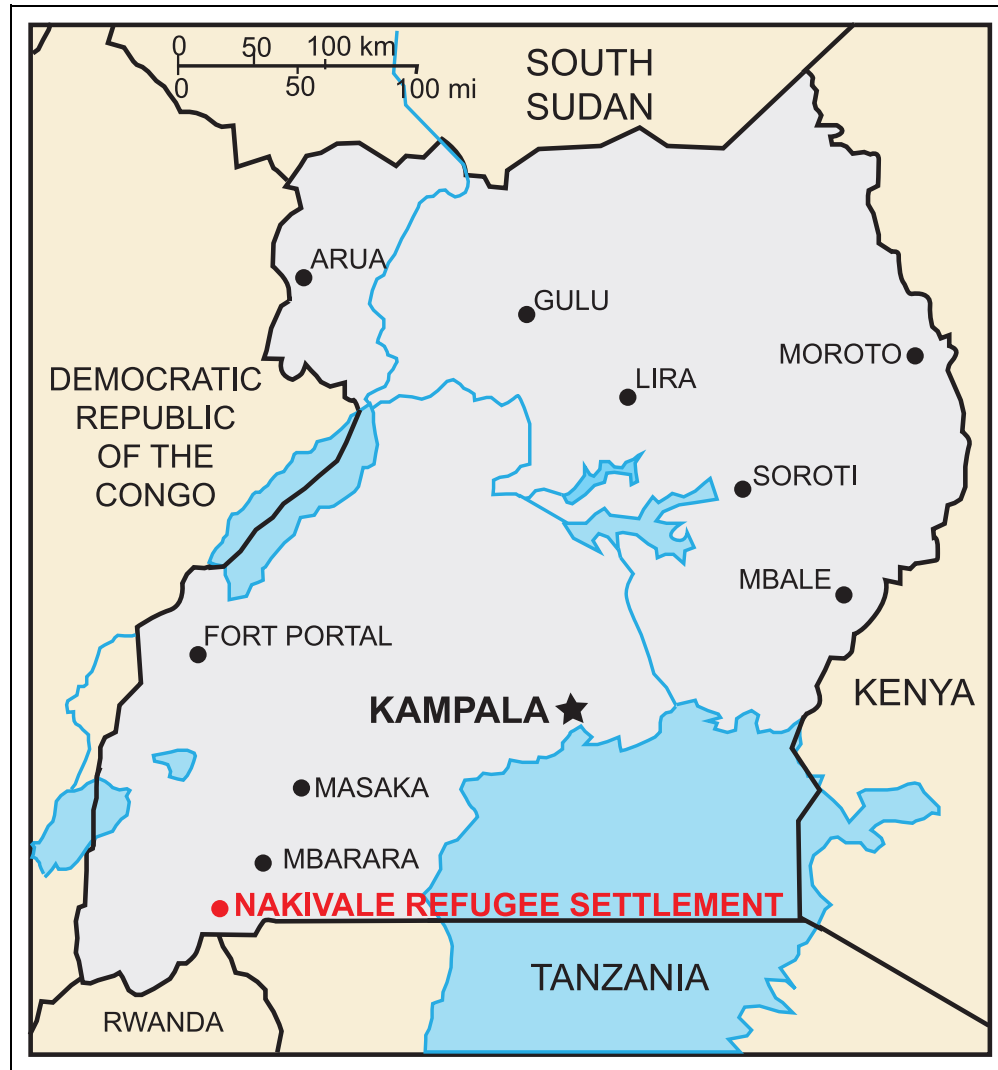 0 50 100 km
0 50 100 mi
SOUTH
SUDAN
ARUA
GULU
MOROTO
LIRA
DEMOCRATIC
REPUBLIC
OF THE
CONGO
SOROTI
MBALE
FORT PORTAL
KENYA
KAMPALA
MASAKA
MBARARA
NAKIVALE REFUGEE SETTLEMENT
TANZANIA
RWANDA